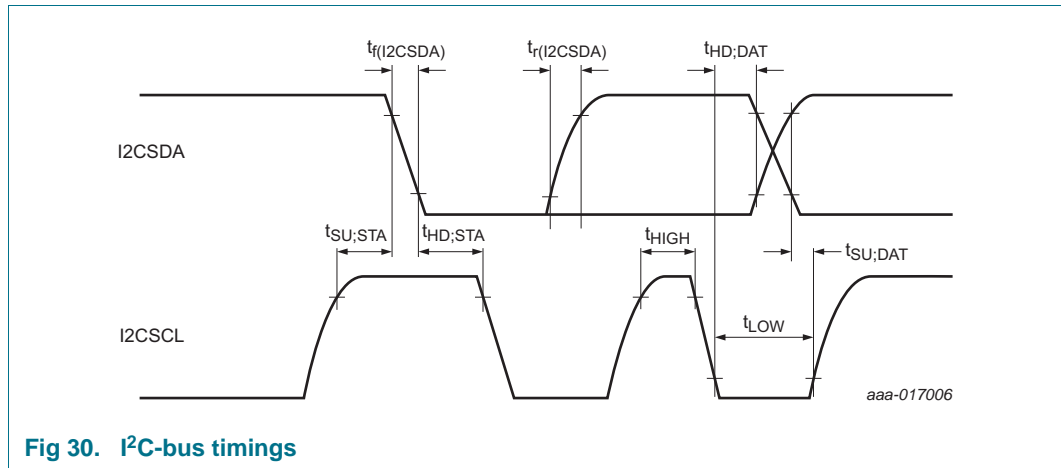 tf(I2CSDA) tr(I2CSDA) tHD;DAT
I2CSDA
tSU;STA tHD;STA tHIGH tSU;DAT
I2CSCL tLOW
aaa-017006
Fig 30. I²C-bus timings